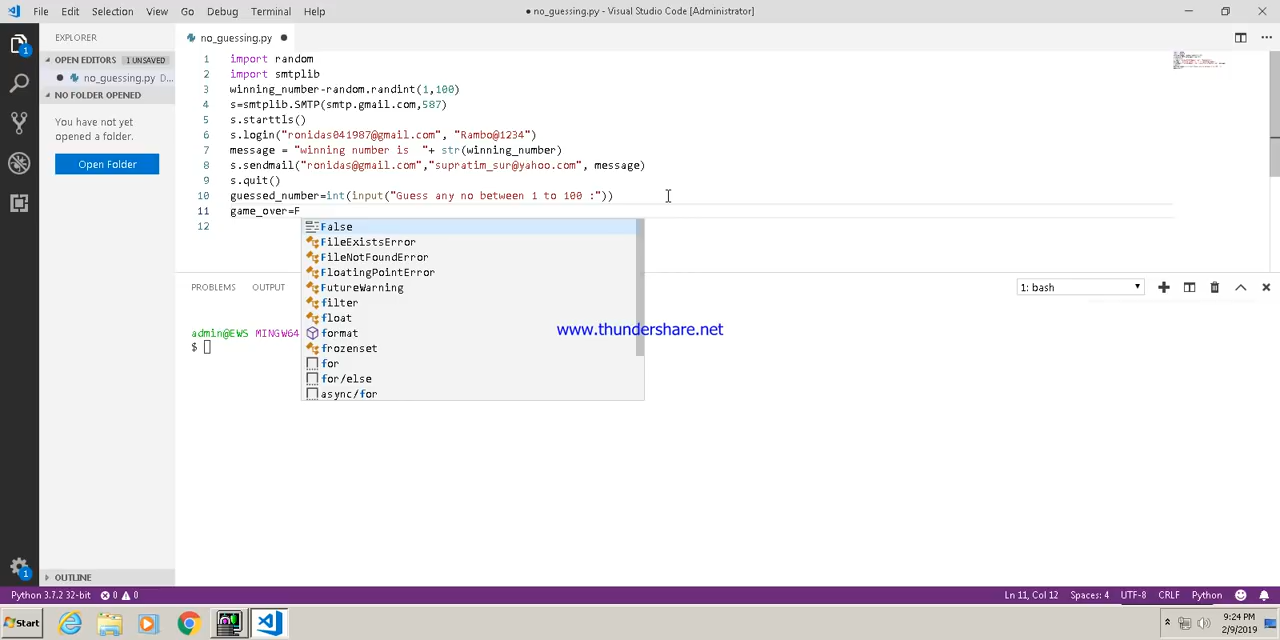 File Edit Selection View Go Debug Terminal Help
● no_guessing.py - Visual Studio Code [Administrator]
EXPLORER
OPEN EDITORS 1 UNSAVED
no_guessing.py D...
NO FOLDER OPENED
You have not yet
opened a folder.
Open Folder
OUTLINE
no_guessing.py
1 import random
2 import smtplib
3 winning_number-random.randint(1,100)
4 s=smtplib.SMTP(smtp.gmail.com,587)
5 s.starttls()
6 s.login("ronidas041987@gmail.com", "Rambo@1234")
7 message = "winning number is  "+ str(winning_number)
8 s.sendmail("ronidas@gmail.com","supratim_sur@yahoo.com", message)
9 s.quit()
10 guessed_number=int(input("Guess any no between 1 to 100 :"))
11 game_over=F
12
False
FileExistsError
FileNotFoundError
FloatingPointError
FutureWarning
filter
float
format
frozenset
for
for/else
async/for
PROBLEMS OUTPUT
1: bash
admin@EWS MINGW64
$
www.thundershare.net
1
1
Python 3.7.2 32-bit 0 0
Ln 11, Col 12 Spaces: 4 UTF-8 CRLF Python
Start
9:24 PM
2/9/2019